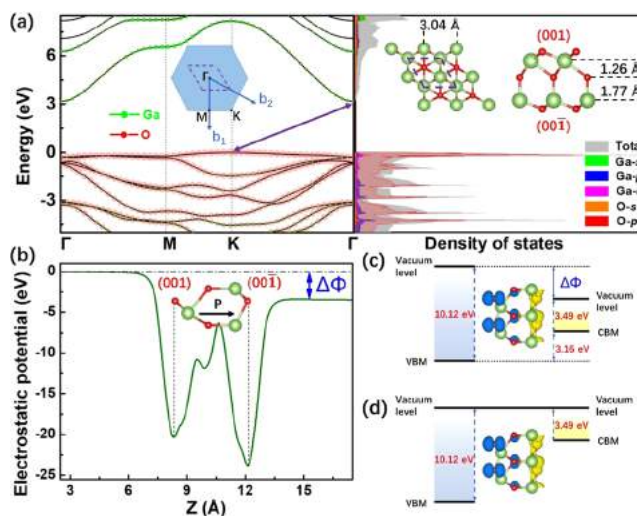 (a)
Energy (eV)
6
3
0
-3
Ga
O
Γ
M
K
b₁
b₂
Γ
M
K
Γ
3.04 Å
(001)
1.26 Å
1.77 Å
(001̄)
Total
Ga-s
Ga-p
Ga-d
O-s
O-p
Density of states
(b)
Electrostatic potential (eV)
0
-5
-10
-15
-20
-25
(001)
(001̄)
P
ΔΦ
3
6
9
12
15
Z (Å)
(c)
Vacuum
level
10.12 eV
VBM
ΔΦ
Vacuum
level
3.49 eV
CBM
3.16 eV
(d)
Vacuum
level
Vacuum
level
10.12 eV
3.49 eV
CBM
VBM